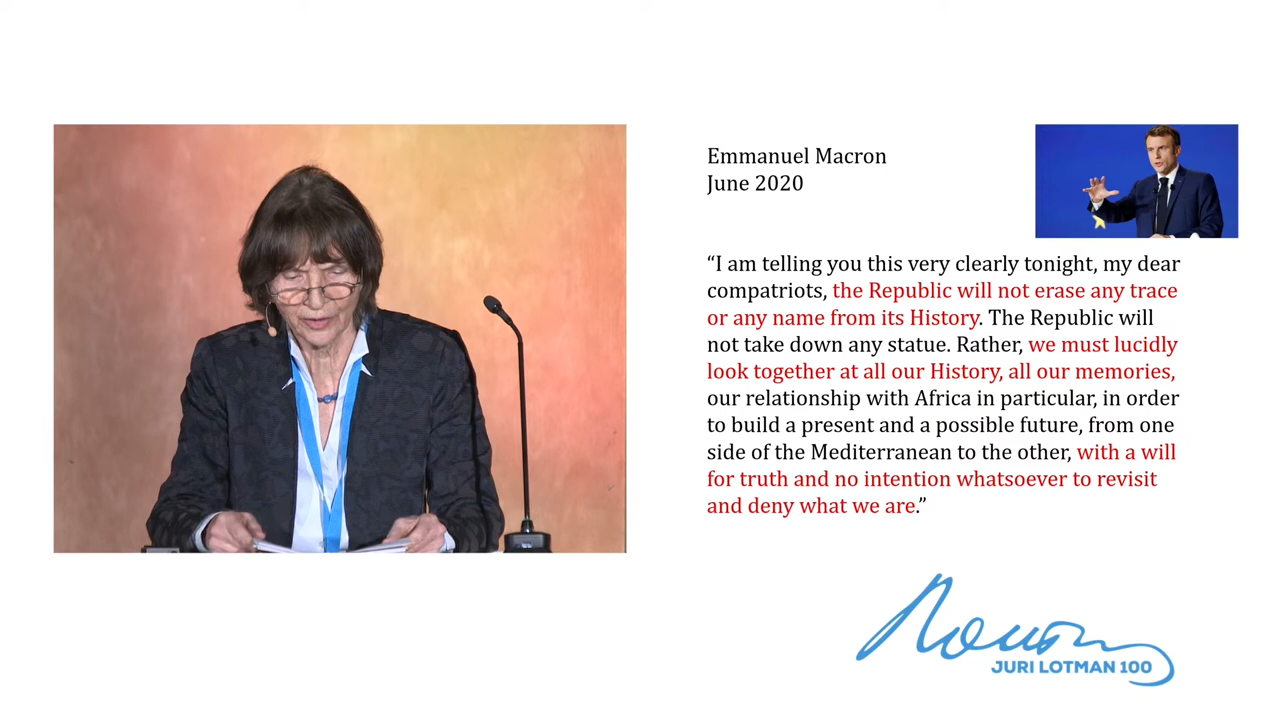 Emmanuel Macron
June 2020
“I am telling you this very clearly tonight, my dear
compatriots, the Republic will not erase any trace
or any name from its History. The Republic will
not take down any statue. Rather, we must lucidly
look together at all our History, all our memories,
our relationship with Africa in particular, in order
to build a present and a possible future, from one
side of the Mediterranean to the other, with a will
for truth and no intention whatsoever to revisit
and deny what we are.”
JURI LOTMAN 100